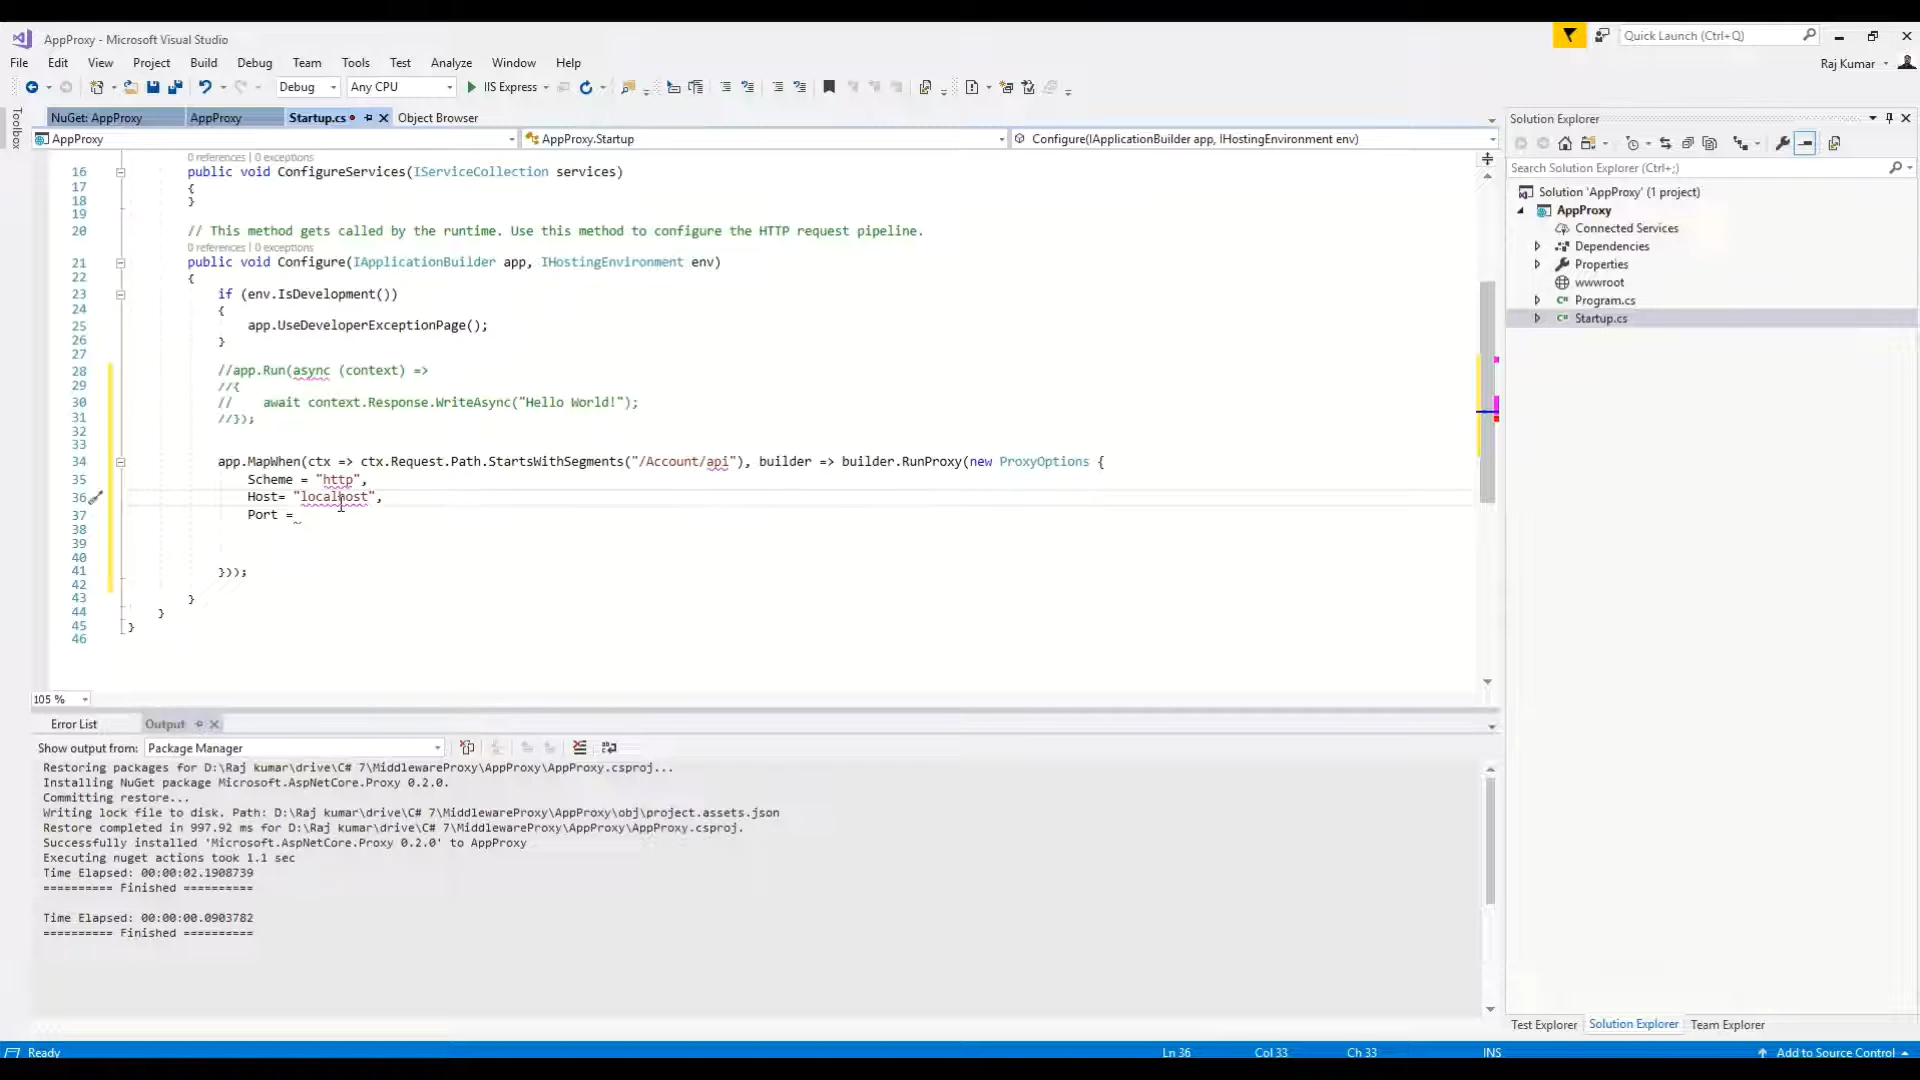 AppProxy - Microsoft Visual Studio
Quick Launch (Ctrl+Q)
File Edit View Project Build Debug Team Tools Test Analyze Window Help
Raj Kumar
Debug Any CPU IIS Express
Toolbox
NuGet: AppProxy AppProxy Startup.cs Object Browser
AppProxy AppProxy.Startup Configure(IApplicationBuilder app, IHostingEnvironment env)
0 references | 0 exceptions
16 public void ConfigureServices(IServiceCollection services)
17 {
18 }
19
20 // This method gets called by the runtime. Use this method to configure the HTTP request pipeline.
0 references | 0 exceptions
21 public void Configure(IApplicationBuilder app, IHostingEnvironment env)
22 {
23 if (env.IsDevelopment())
24 {
25 app.UseDeveloperExceptionPage();
26 }
27
28 //app.Run(async (context) =>
29 //{
30 //    await context.Response.WriteAsync("Hello World!");
31 //});
32
33
34 app.MapWhen(ctx => ctx.Request.Path.StartsWithSegments("/Account/api"), builder => builder.RunProxy(new ProxyOptions {
35 Scheme = "http",
36 Host= "localhost",
37 Port =
38
39
40
41 }));
42
43 }
44 }
45 }
46
105 %
Solution Explorer
Search Solution Explorer (Ctrl+;)
Solution 'AppProxy' (1 project)
AppProxy
Connected Services
Dependencies
Properties
wwwroot
Program.cs
Startup.cs
Error List Output
Show output from: Package Manager
Restoring packages for D:\Raj kumar\drive\C# 7\MiddlewareProxy\AppProxy\AppProxy.csproj...
Installing NuGet package Microsoft.AspNetCore.Proxy 0.2.0.
Committing restore...
Writing lock file to disk. Path: D:\Raj kumar\drive\C# 7\MiddlewareProxy\AppProxy\obj\project.assets.json
Restore completed in 997.92 ms for D:\Raj kumar\drive\C# 7\MiddlewareProxy\AppProxy\AppProxy.csproj.
Successfully installed 'Microsoft.AspNetCore.Proxy 0.2.0' to AppProxy
Executing nuget actions took 1.1 sec
Time Elapsed: 00:00:02.1908739
========== Finished ==========
Time Elapsed: 00:00:00.0903782
========== Finished ==========
Test Explorer Solution Explorer Team Explorer
Ready Ln 36 Col 33 Ch 33 INS Add to Source Control